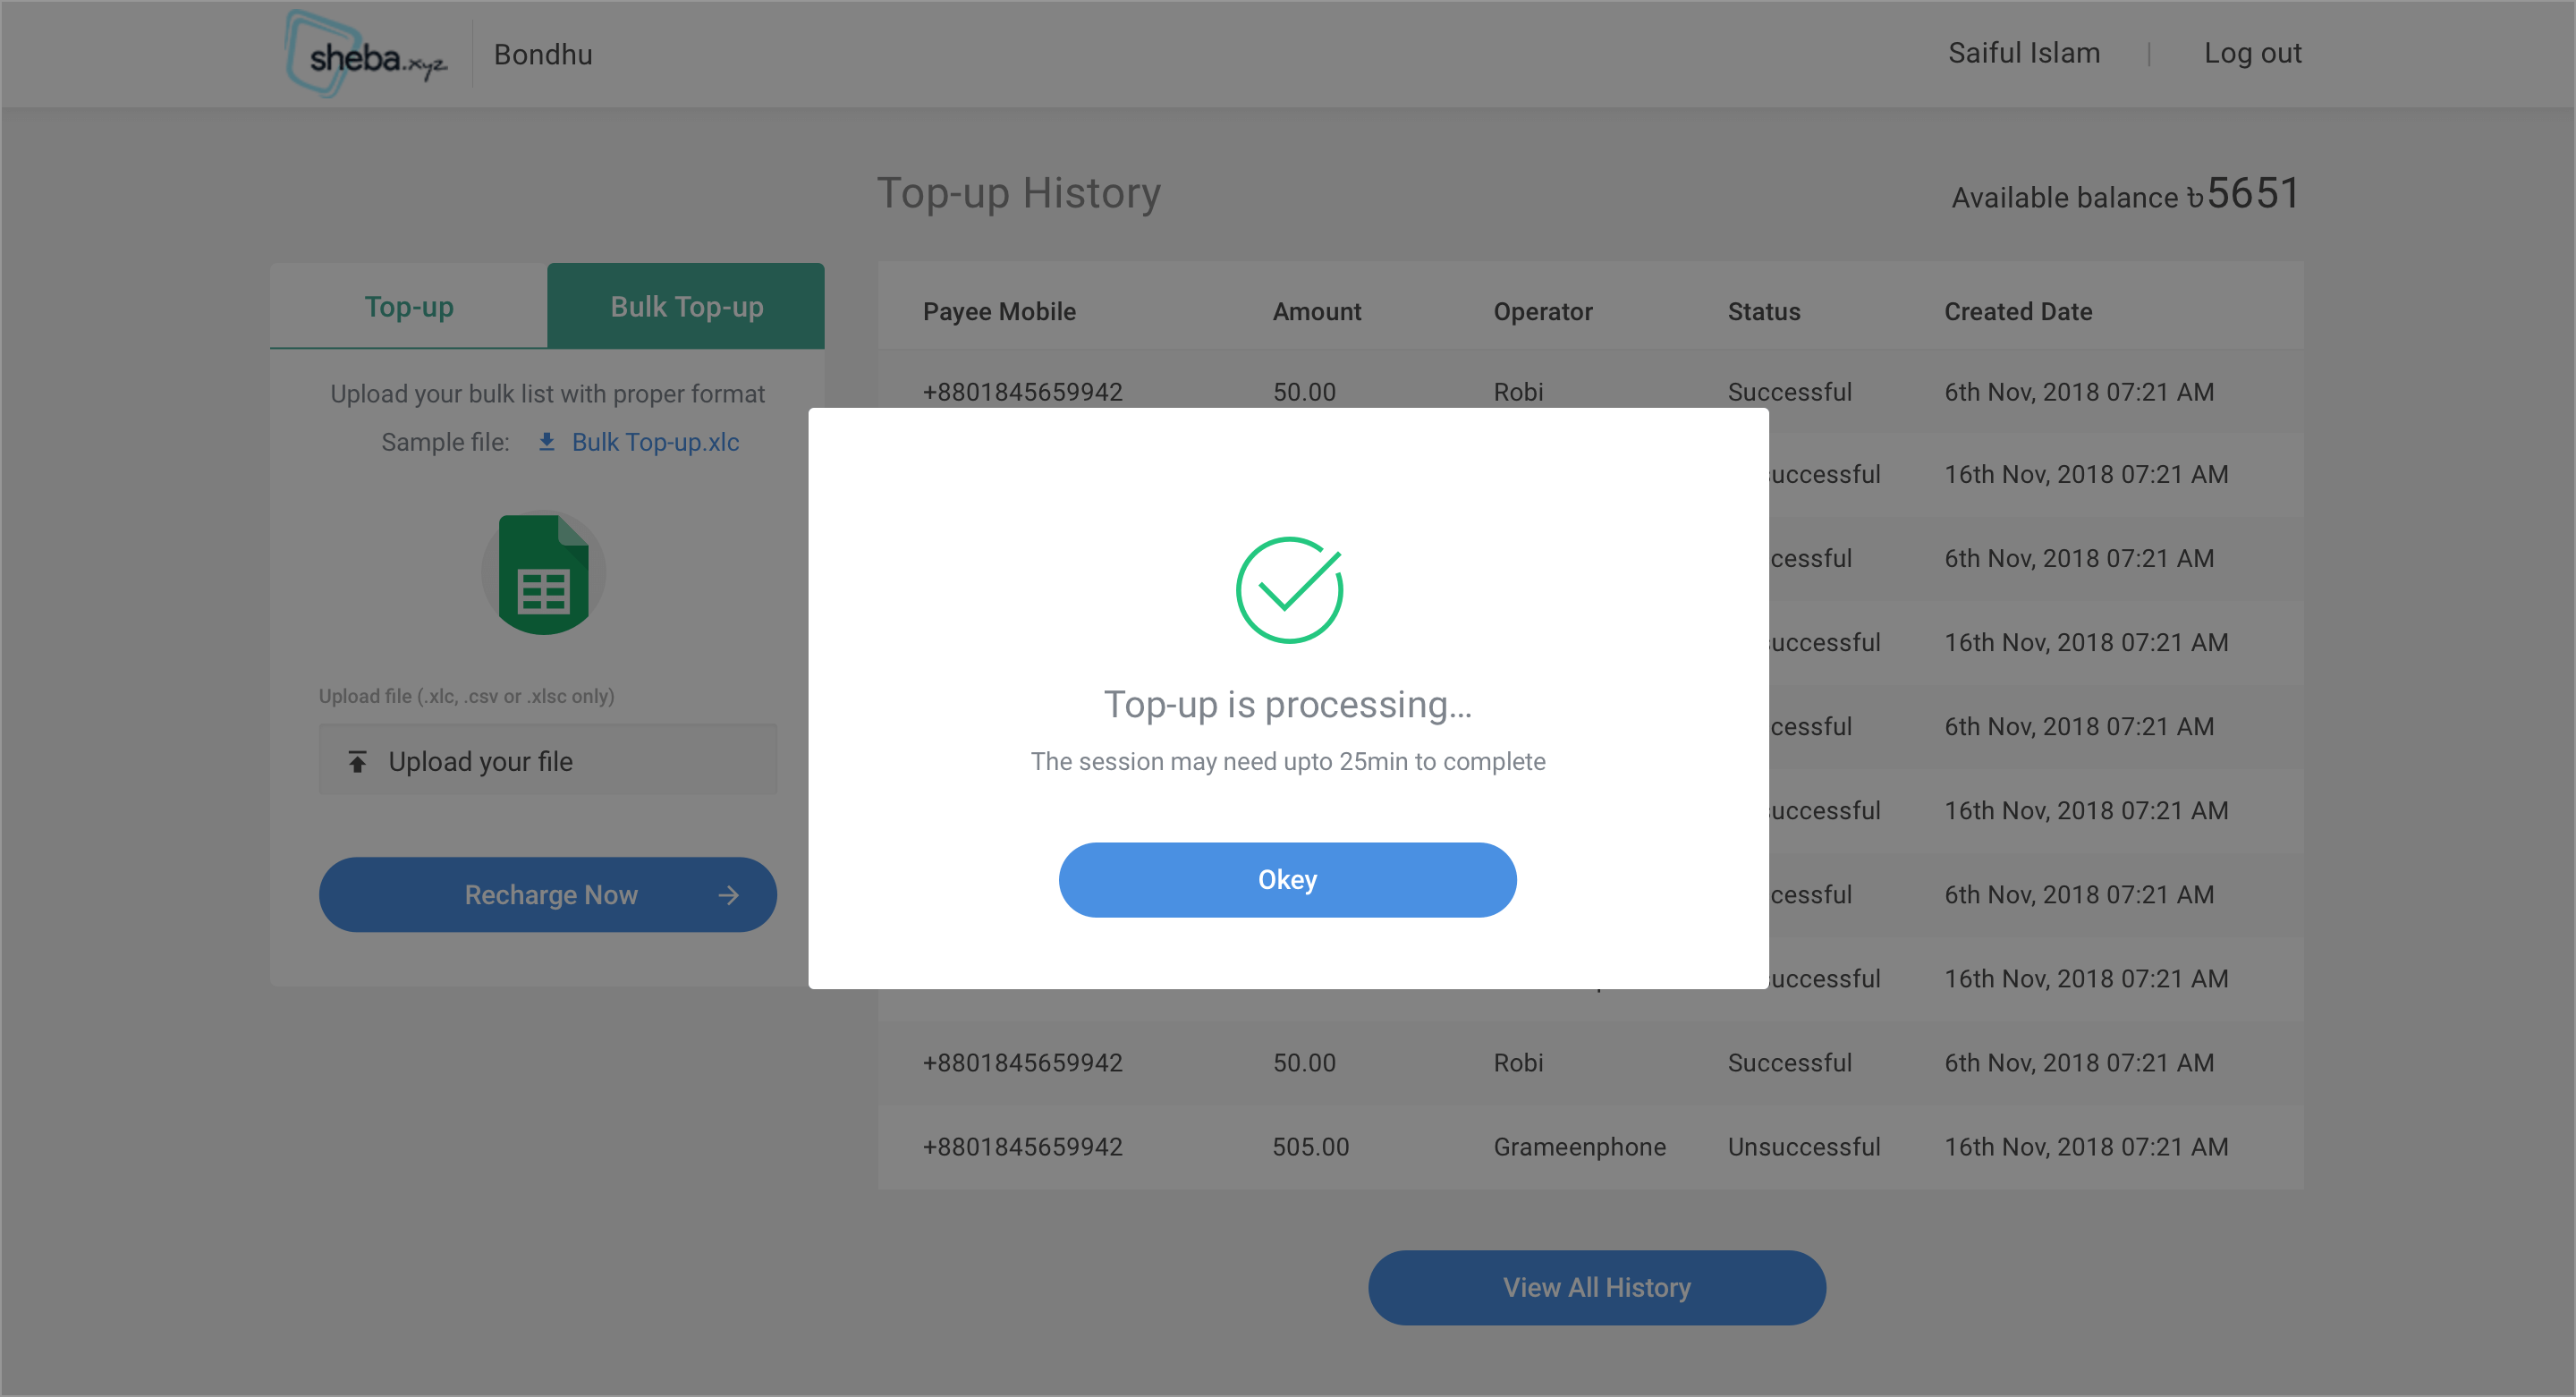 sheba.xyz
Bondhu
Saiful Islam | Log out
Top-up History
Available balance ৳5651
Top-up
Bulk Top-up
Upload your bulk list with proper format
Sample file: Bulk Top-up.xlc
Upload file (.xlc, .csv or .xlsc only)
Upload your file
Recharge Now
Payee Mobile Amount Operator Status Created Date
+8801845659942 50.00 Robi Successful 6th Nov, 2018 07:21 AM
16th Nov, 2018 07:21 AM
6th Nov, 2018 07:21 AM
16th Nov, 2018 07:21 AM
6th Nov, 2018 07:21 AM
16th Nov, 2018 07:21 AM
6th Nov, 2018 07:21 AM
16th Nov, 2018 07:21 AM
+8801845659942 50.00 Robi Successful 6th Nov, 2018 07:21 AM
+8801845659942 505.00 Grameenphone Unsuccessful 16th Nov, 2018 07:21 AM
Top-up is processing...
The session may need upto 25min to complete
Okey
View All History